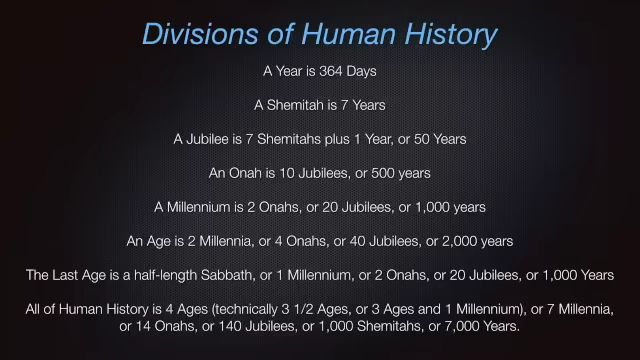 Divisions of Human History
A Year is 364 Days
A Shemitah is 7 Years
A Jubilee is 7 Shemitahs plus 1 Year, or 50 Years
An Onah is 10 Jubilees, or 500 years
A Millennium is 2 Onahs, or 20 Jubilees, or 1,000 years
An Age is 2 Millennia, or 4 Onahs, or 40 Jubilees, or 2,000 years
The Last Age is a half-length Sabbath, or 1 Millennium, or 2 Onahs, or 20 Jubilees, or 1,000 Years
All of Human History is 4 Ages (technically 3 1/2 Ages, or 3 Ages and 1 Millennium), or 7 Millennia,
or 14 Onahs, or 140 Jubilees, or 1,000 Shemitahs, or 7,000 Years.